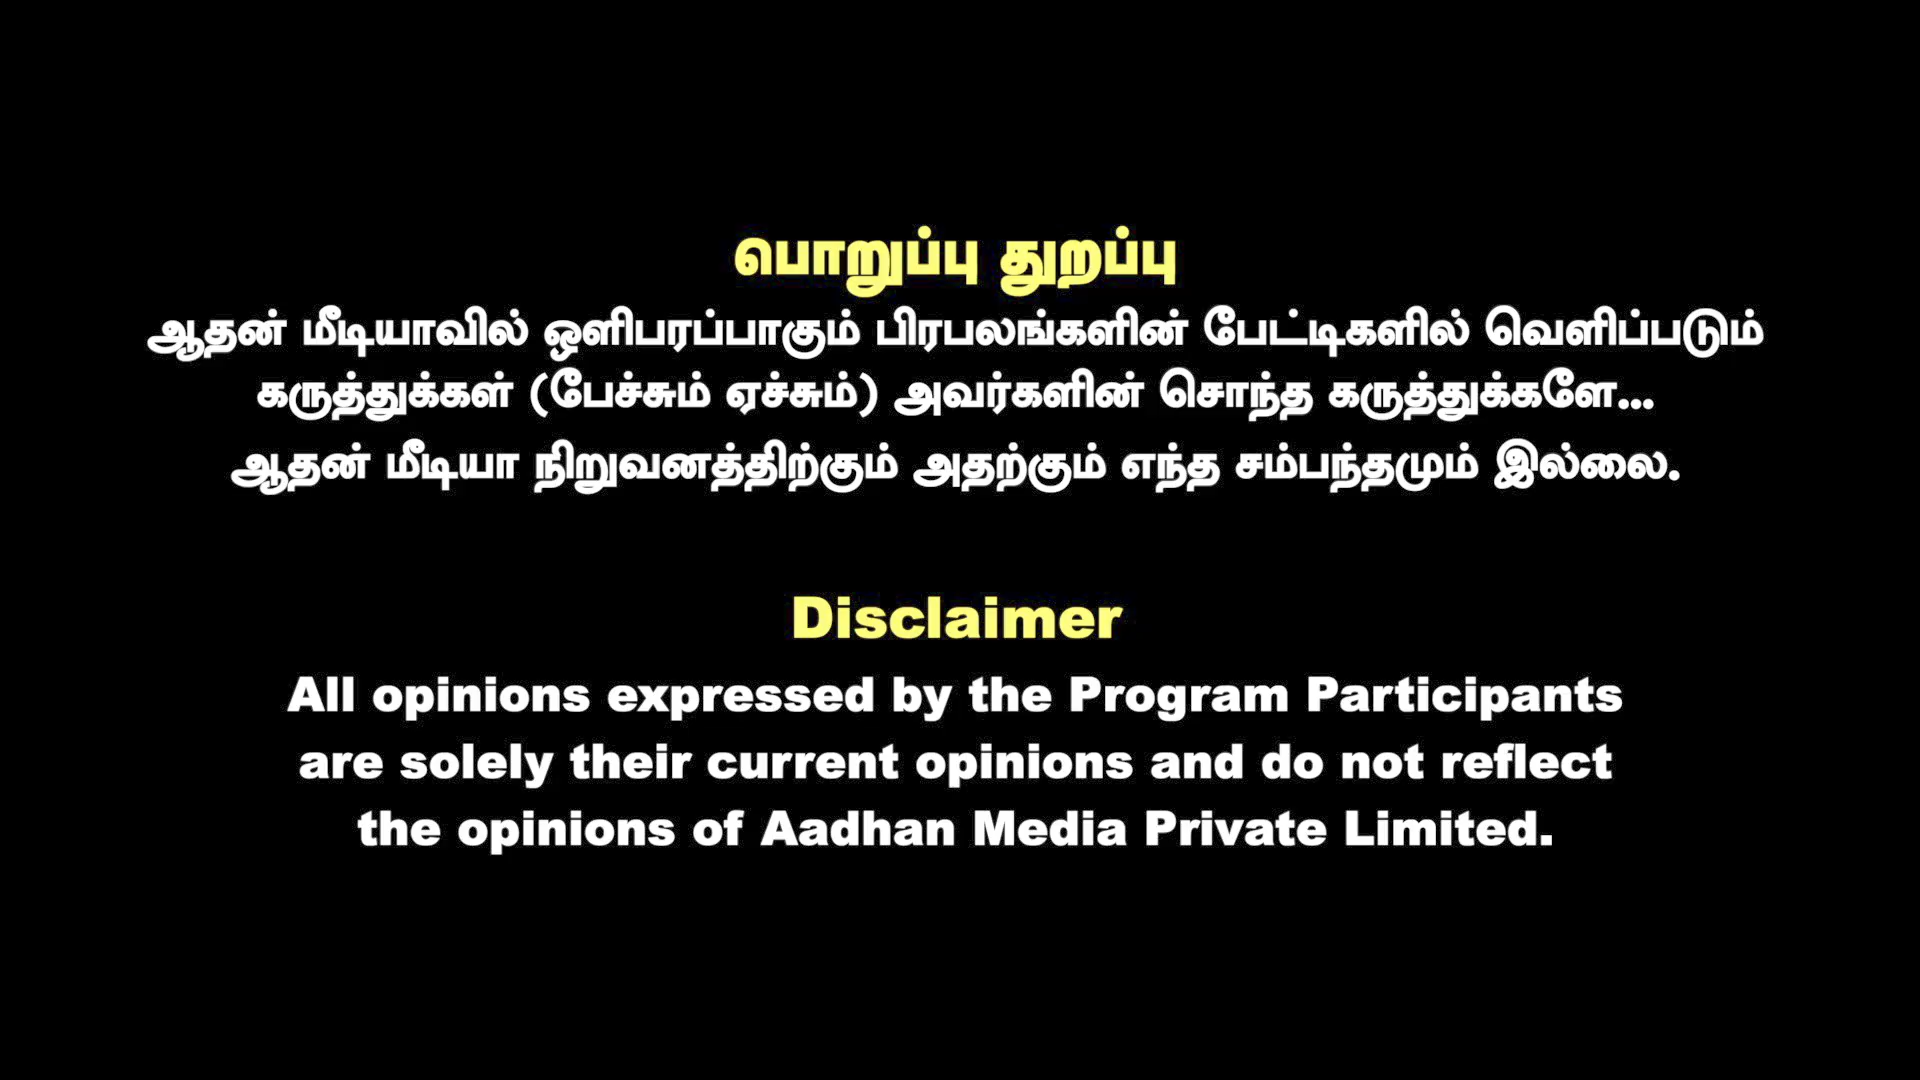 பொறுப்பு துறப்பு
ஆதன் மீடியாவில் ஒளிபரப்பாகும் பிரபலங்களின் பேட்டிகளில் வெளிப்படும்
கருத்துக்கள் (பேச்சும் ஏச்சும்) அவர்களின் சொந்த கருத்துக்களே...
ஆதன் மீடியா நிறுவனத்திற்கும் அதற்கும் எந்த சம்பந்தமும் இல்லை.
Disclaimer
All opinions expressed by the Program Participants
are solely their current opinions and do not reflect
the opinions of Aadhan Media Private Limited.